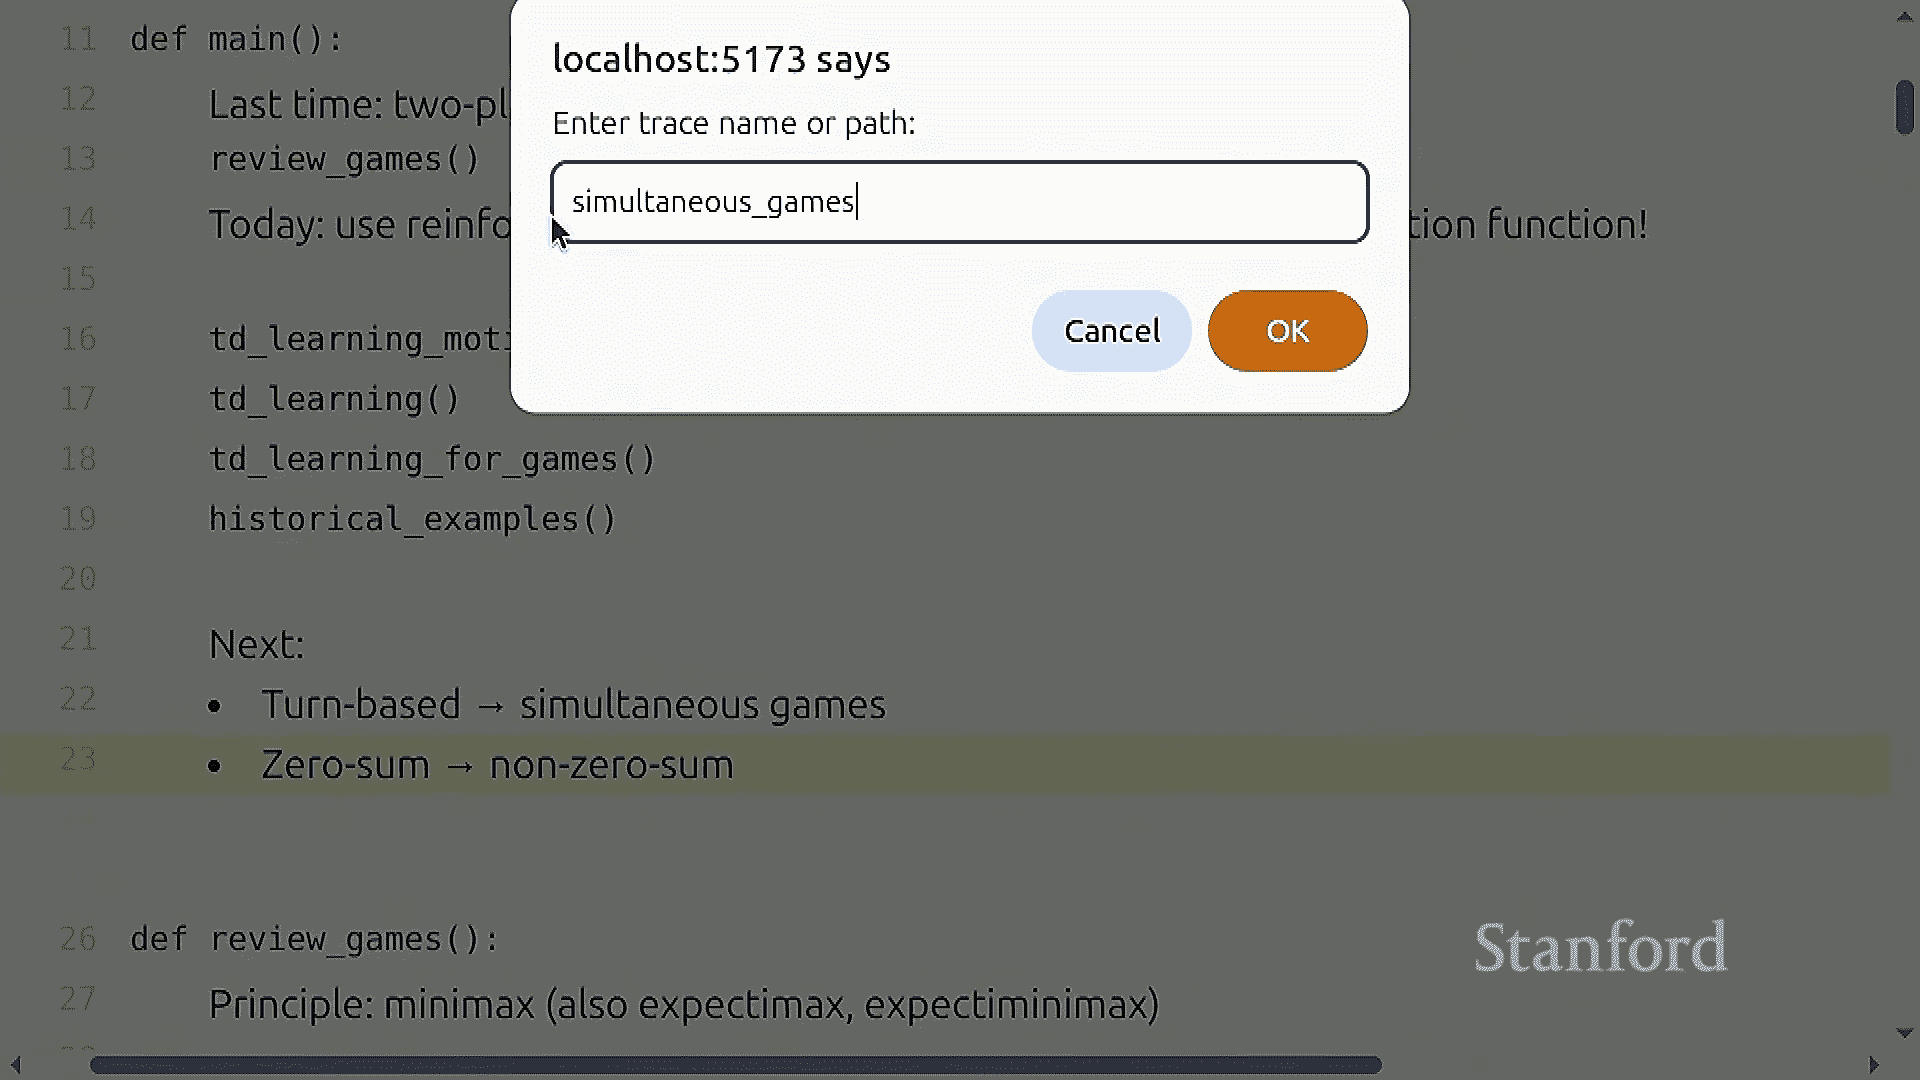 localhost:5173 says
Enter trace name or path:
simultaneous_games
Cancel
OK
11 def main():
12 Last time: two-pl
13 review_games()
14 Today: use reinfo tion function!
15
16 td_learning_moti
17 td_learning()
18 td_learning_for_games()
19 historical_examples()
20
21 Next:
22 • Turn-based → simultaneous games
23 • Zero-sum → non-zero-sum
26 def review_games():
27 Principle: minimax (also expectimax, expectiminimax)
Stanford